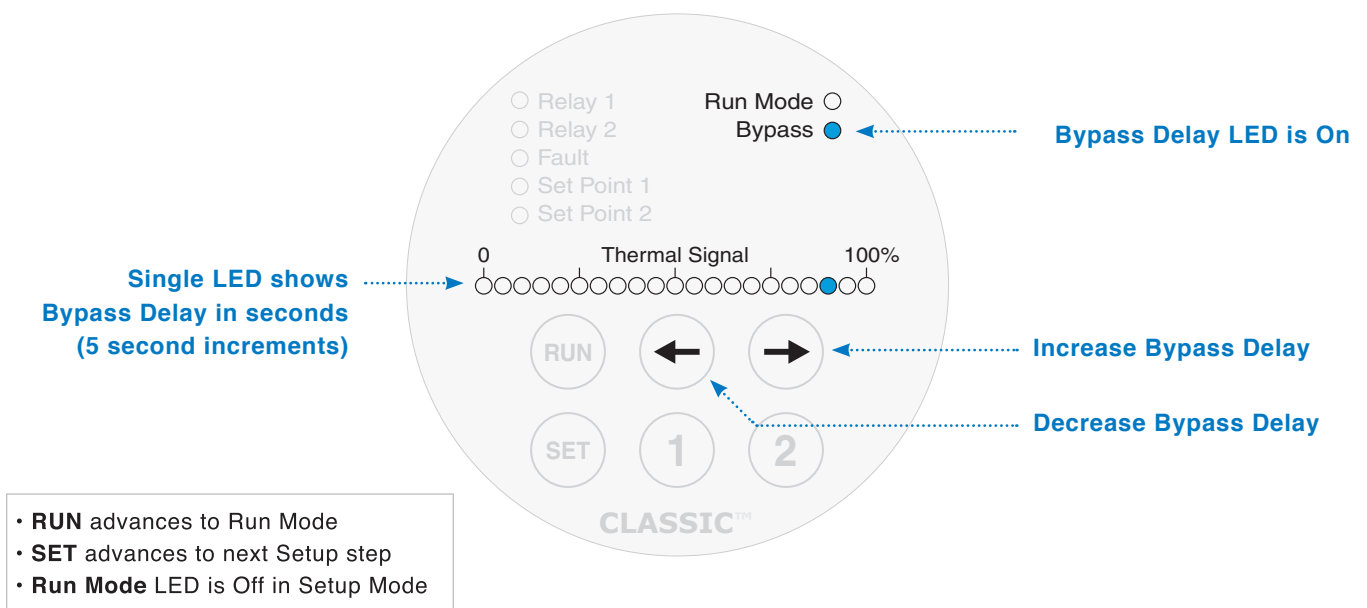 Relay 1
Relay 2
Fault
Set Point 1
Set Point 2
Run Mode
Bypass
Bypass Delay LED is On
0 Thermal Signal 100%
Single LED shows
Bypass Delay in seconds
(5 second increments)
RUN
Increase Bypass Delay
Decrease Bypass Delay
SET 1 2
CLASSIC™
• RUN advances to Run Mode
• SET advances to next Setup step
• Run Mode LED is Off in Setup Mode